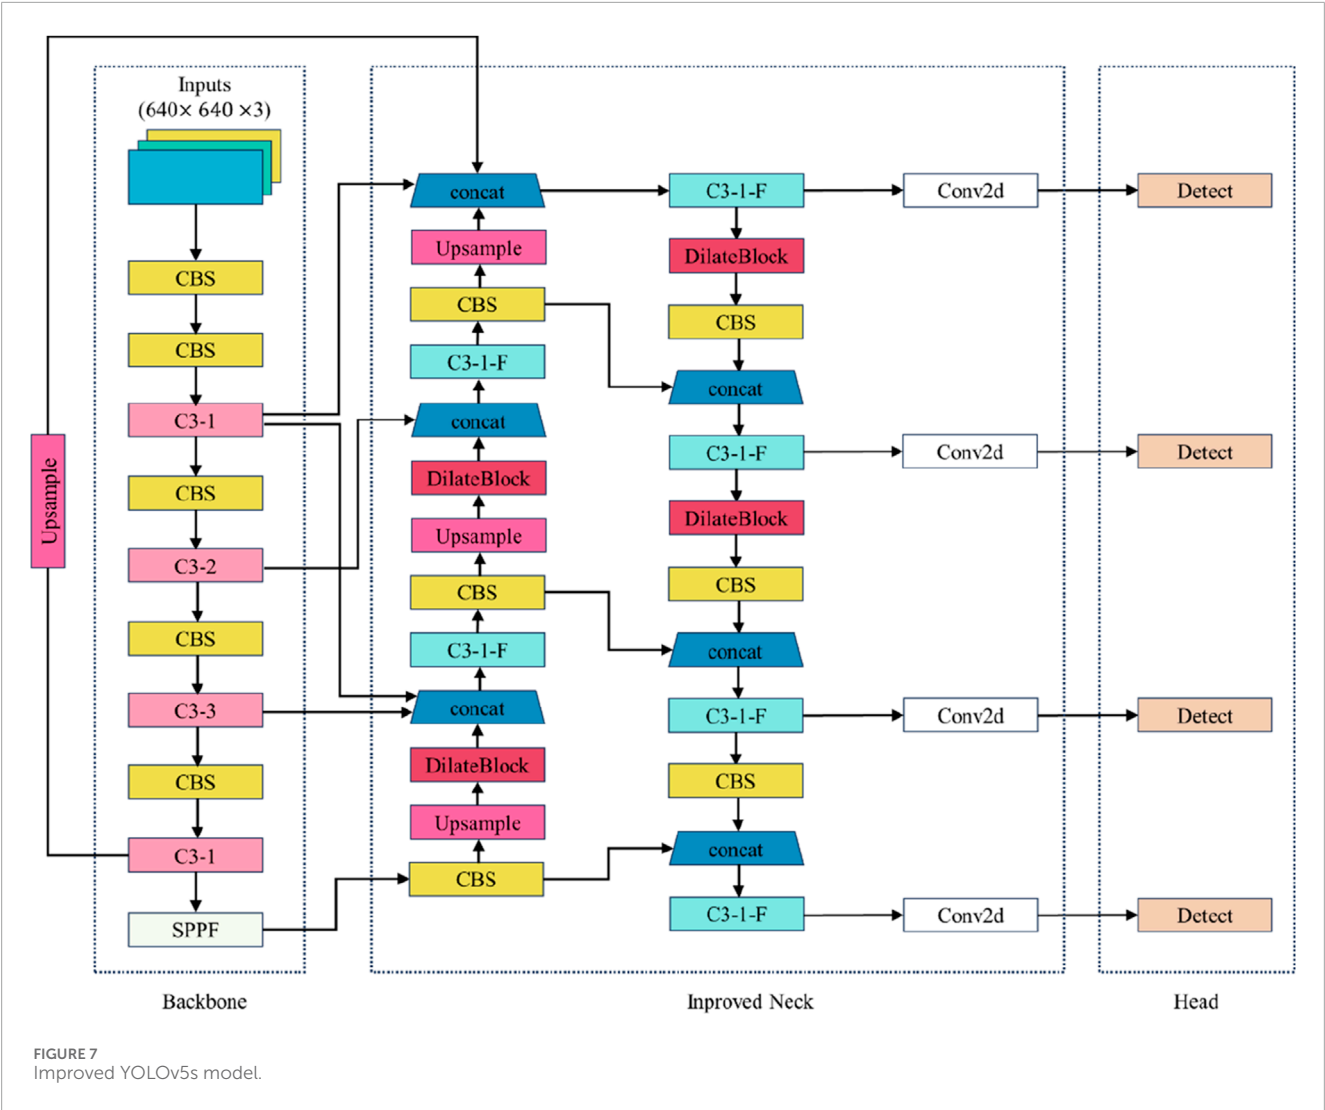 Inputs
(640× 640 ×3)
CBS
CBS
C3-1
CBS
C3-2
CBS
C3-3
CBS
C3-1
SPPF
Upsample
concat
Upsample
CBS
C3-1-F
concat
DilateBlock
Upsample
CBS
C3-1-F
concat
DilateBlock
Upsample
CBS
C3-1-F
DilateBlock
CBS
concat
C3-1-F
DilateBlock
CBS
concat
C3-1-F
CBS
concat
C3-1-F
Conv2d
Conv2d
Conv2d
Conv2d
Detect
Detect
Detect
Detect
Backbone
Inproved Neck
Head
FIGURE 7
Improved YOLOv5s model.